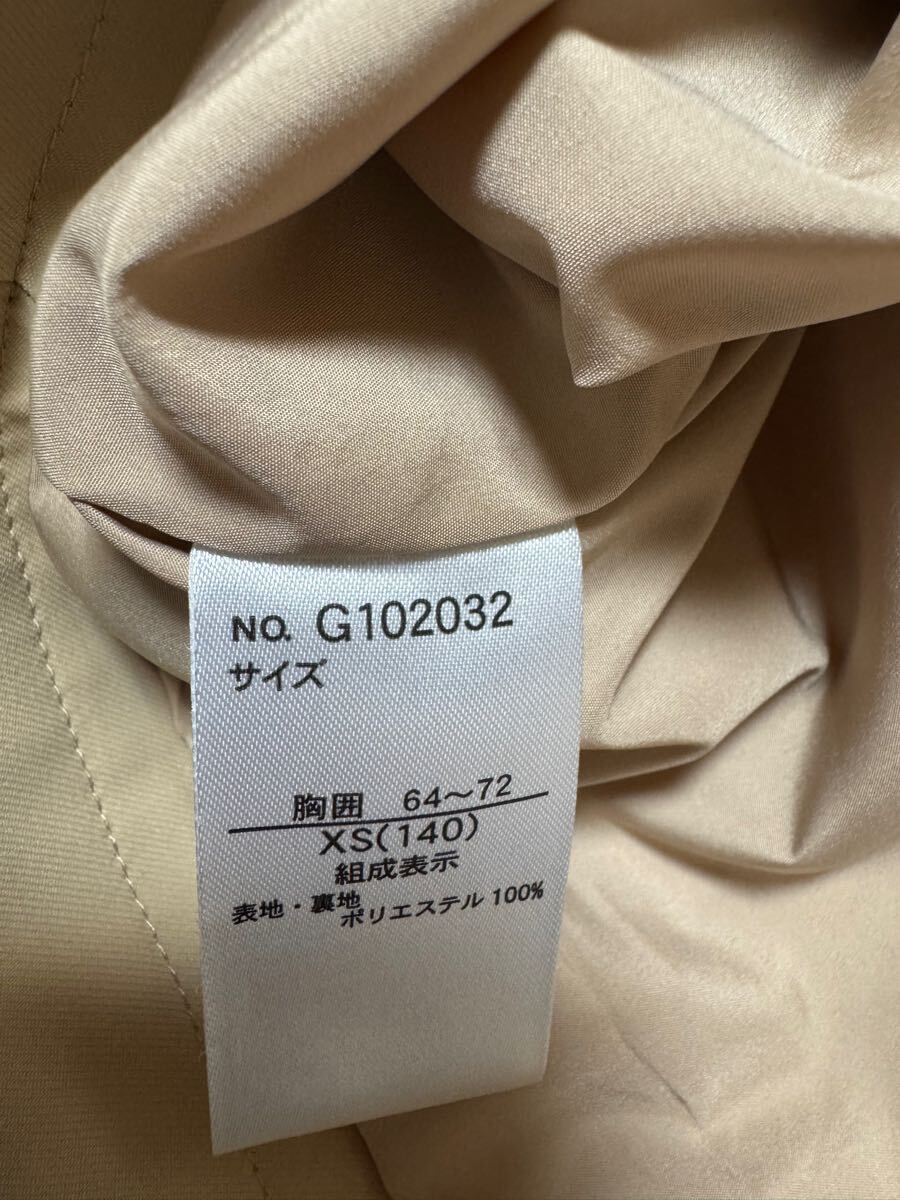 NO. G102032
サイズ
胸囲 64～72
XS(140)
組成表示
表地・裏地
ポリエステル 100%